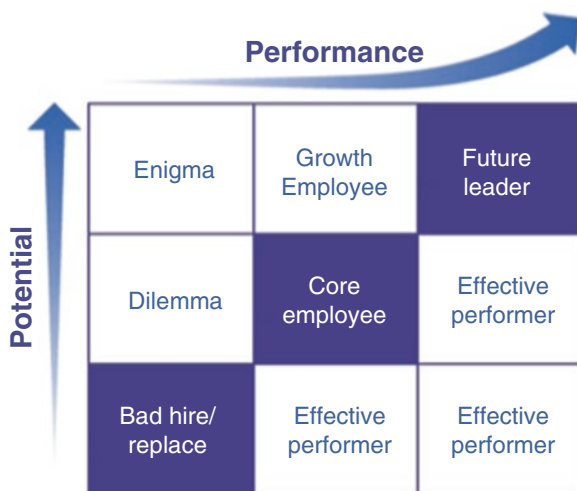 Performance
Potential
Enigma
Growth
Employee
Future
leader
Dilemma
Core
employee
Effective
performer
Bad hire/
replace
Effective
performer
Effective
performer